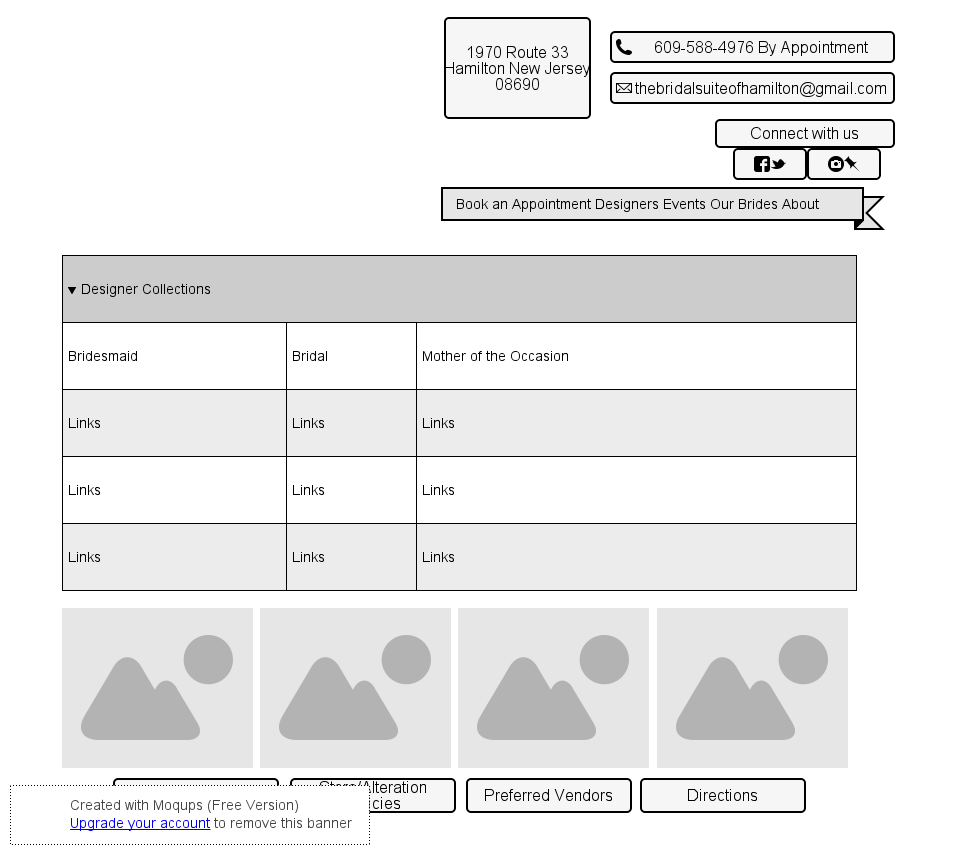 1970 Route 33
Hamilton New Jersey
08690
609-588-4976 By Appointment
thebridalsuiteofhamilton@gmail.com
Connect with us
Book an Appointment Designers Events Our Brides About
Designer Collections
Bridesmaid Bridal Mother of the Occasion
Links Links Links
Links Links Links
Links Links Links
Store/Alteration
Preferred Vendors
Directions
Created with Moqups (Free Version)
Upgrade your account to remove this banner